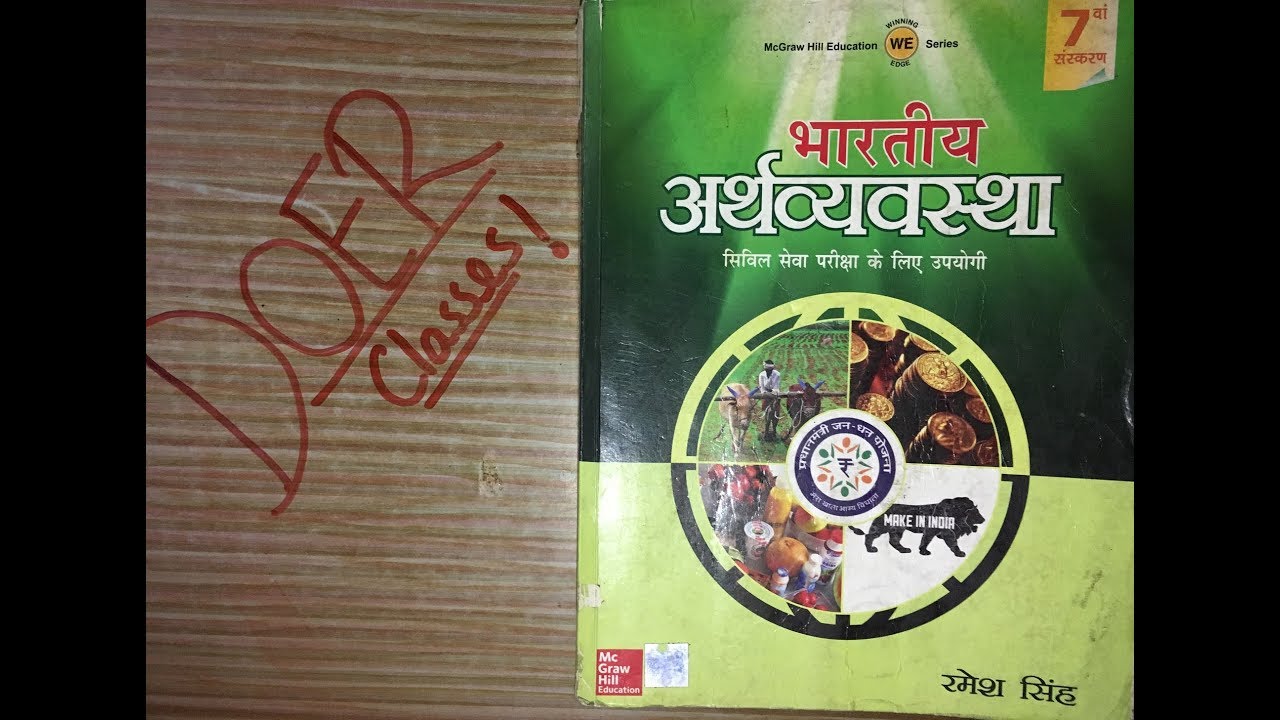 DOER
Classes!
McGraw Hill Education
WINNING
WE
EDGE
Series
7 वां
संस्करण
भारतीय
अर्थव्यवस्था
सिविल सेवा परीक्षा के लिए उपयोगी
प्रधानमंत्री जन-धन योजना
मेरा खाता भाग्य विधाता
MAKE IN INDIA
Mc
Graw
Hill
Education
रमेश सिंह